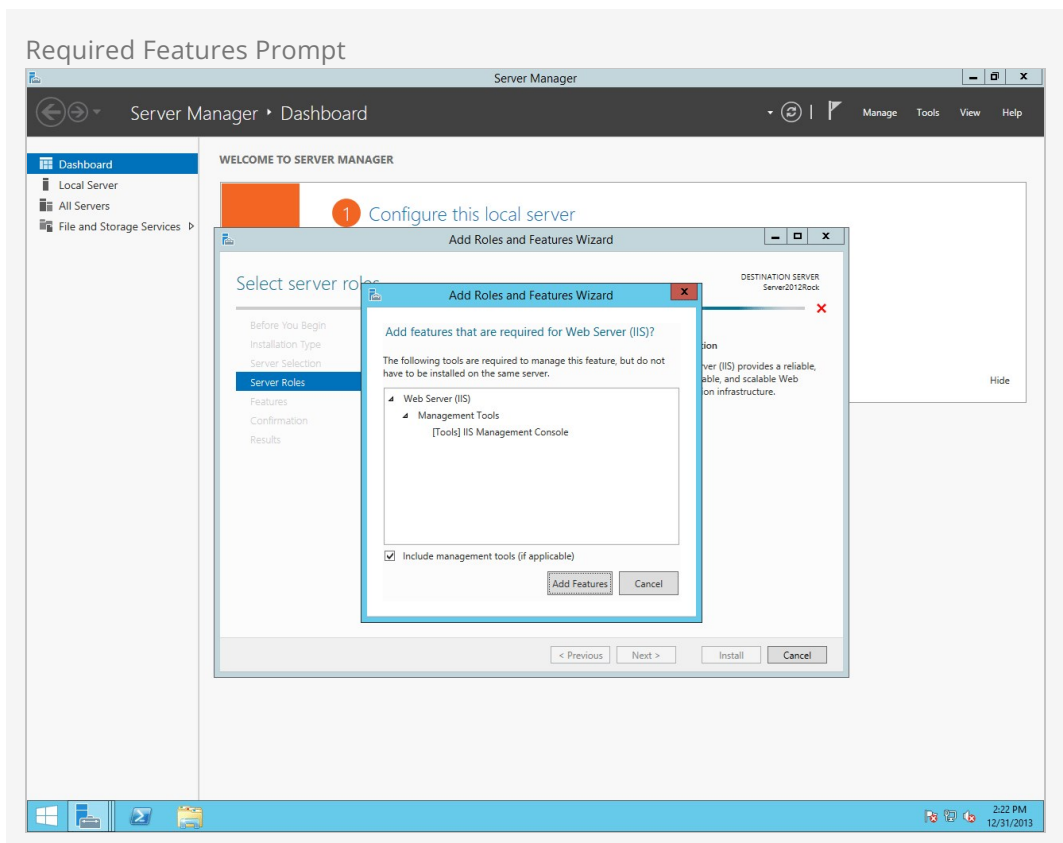 Required Features Prompt
Server Manager
Server Manager • Dashboard
Manage Tools View Help
Dashboard
Local Server
All Servers
File and Storage Services
WELCOME TO SERVER MANAGER
1 Configure this local server
Add Roles and Features Wizard
Select server
DESTINATION SERVER
Server2012Rock
Before You Begin
Installation Type
Server Selection
Server Roles
Features
Confirmation
Results
Add Roles and Features Wizard
Add features that are required for Web Server (IIS)?
The following tools are required to manage this feature, but do not
have to be installed on the same server.
Web Server (IIS)
Management Tools
[Tools] IIS Management Console
Include management tools (if applicable)
Add Features Cancel
(IIS) provides a reliable,
and scalable Web
infrastructure.
Hide
< Previous Next > Install Cancel
2:22 PM
12/31/2013